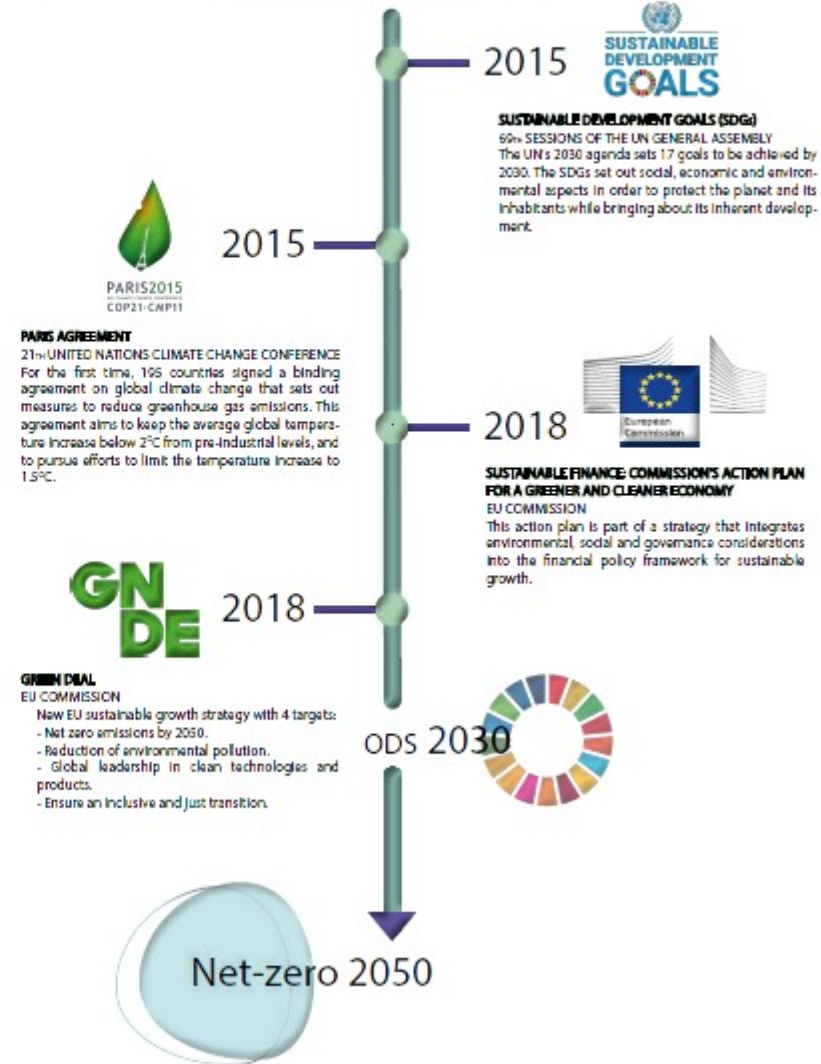 2015
SUSTAINABLE
DEVELOPMENT
GOALS
SUSTAINABLE DEVELOPMENT GOALS (SDGs)
69TH SESSIONS OF THE UN GENERAL ASSEMBLY
The UN's 2030 agenda sets 17 goals to be achieved by
2030. The SDGs set out social, economic and environ-
mental aspects in order to protect the planet and its
inhabitants while bringing about its inherent develop-
ment.
2015
PARIS2015
COP21·CMP11
PARIS AGREEMENT
21TH UNITED NATIONS CLIMATE CHANGE CONFERENCE
For the first time, 195 countries signed a binding
agreement on global climate change that sets out
measures to reduce greenhouse gas emissions. This
agreement aims to keep the average global tempera-
ture increase below 2ºC from pre-industrial levels, and
to pursue efforts to limit the temperature increase to
1.5ºC.
2018
European
Commission
SUSTAINABLE FINANCE: COMMISSION'S ACTION PLAN
FOR A GREENER AND CLEANER ECONOMY
EU COMMISSION
This action plan is part of a strategy that integrates
environmental, social and governance considerations
into the financial policy framework for sustainable
growth.
GN
DE
2018
GREEN DEAL
EU COMMISSION
New EU sustainable growth strategy with 4 targets:
- Net zero emissions by 2050.
- Reduction of environmental pollution.
- Global leadership in clean technologies and
products.
- Ensure an inclusive and just transition.
ODS 2030
Net-zero 2050